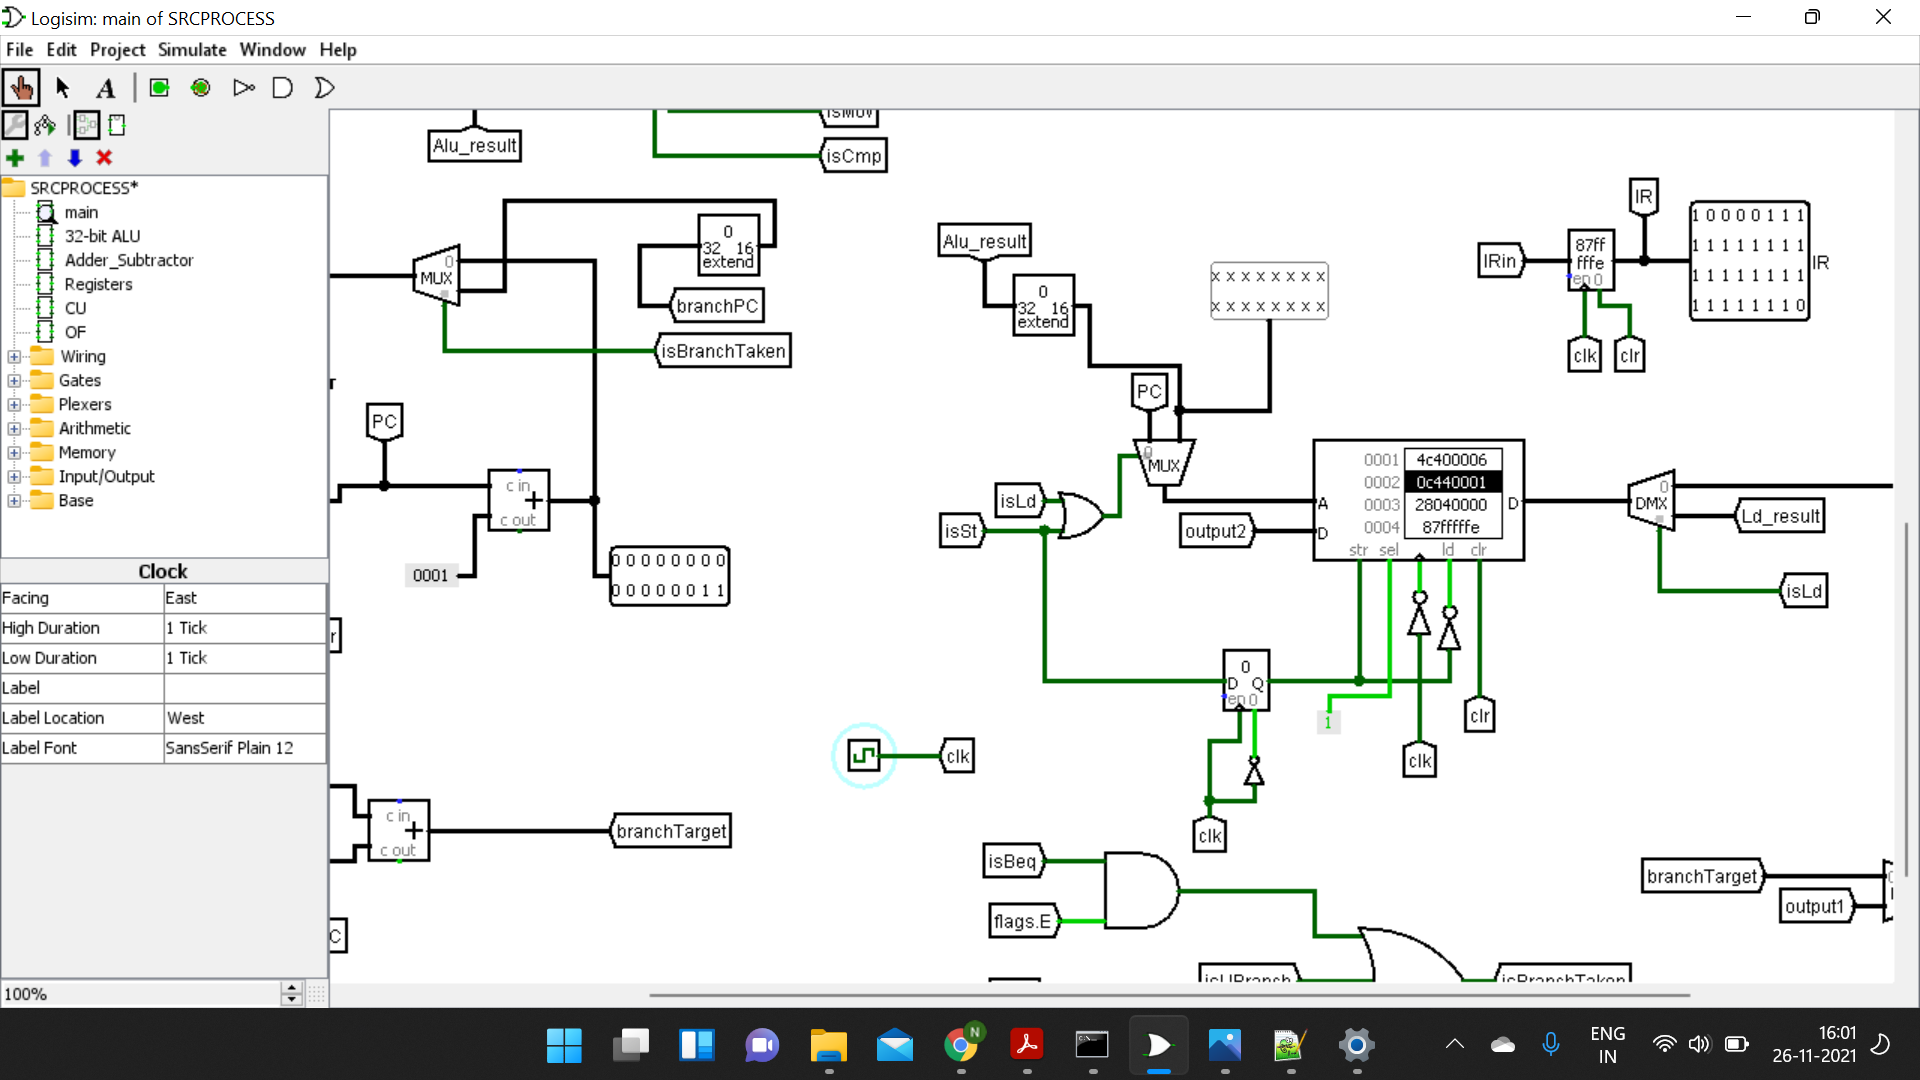 Logisim: main of SRCPROCESS
File Edit Project Simulate Window Help
A
SRCPROCESS*
main
32-bit ALU
Adder_Subtractor
Registers
CU
OF
Wiring
Gates
Plexers
Arithmetic
Memory
Input/Output
Base
Clock
Facing East
High Duration 1 Tick
Low Duration 1 Tick
Label
Label Location West
Label Font SansSerif Plain 12
100%
Alu_result
isMov
isCmp
MUX
0
0
32 16
extend
branchPC
isBranchTaken
r
PC
c in
+
c out
0001
0 0 0 0 0 0 0 0
0 0 0 0 0 0 1 1
r
c in
+
c out
branchTarget
C
Alu_result
0
32 16
extend
x x x x x x x x
x x x x x x x x
PC
0
MUX
isLd
isSt
output2
A
D
0001 4c400006
0002 0c440001
0003 28040000
0004 87fffffe
D
str sel ld clr
0
D Q
en 0
1
clk
clr
clk
clk
IR
IRin
87ff
fffe
en 0
clk
clr
1 0 0 0 0 1 1 1
1 1 1 1 1 1 1 1
1 1 1 1 1 1 1 1
1 1 1 1 1 1 1 0
IR
DMX
0
Ld_result
isLd
isBeq
flags.E
isUBranch
isBranchTaken
branchTarget
output1
N
ENG
IN
16:01
26-11-2021